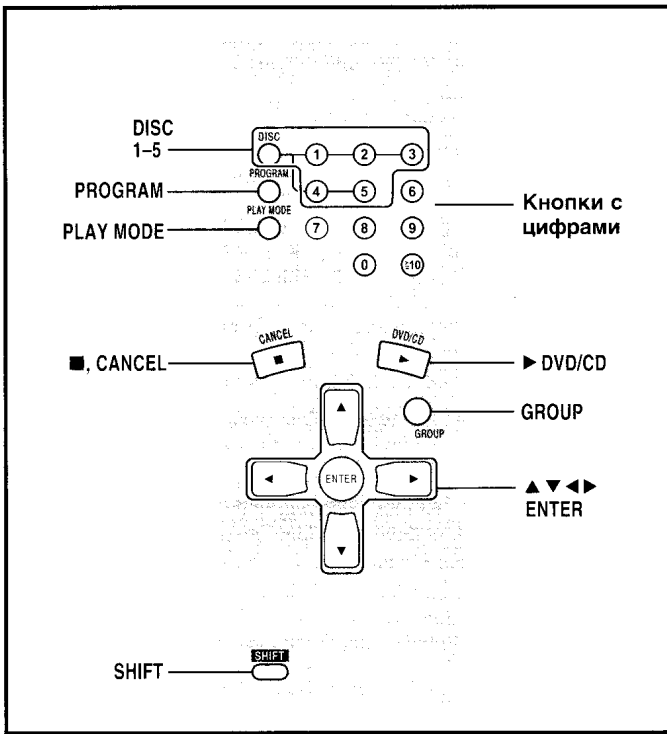 DISC
1–5
DISC
1 2 3
PROGRAM
PROGRAM
4 5 6
PLAY MODE
PLAY MODE
7 8 9
Кнопки с
цифрами
0 ≥10
■, CANCEL
CANCEL
■
DVD/CD
▶
▶ DVD/CD
▲
GROUP
GROUP
◀ ENTER ▶
▲ ▼ ◀ ▶
ENTER
▼
SHIFT
SHIFT